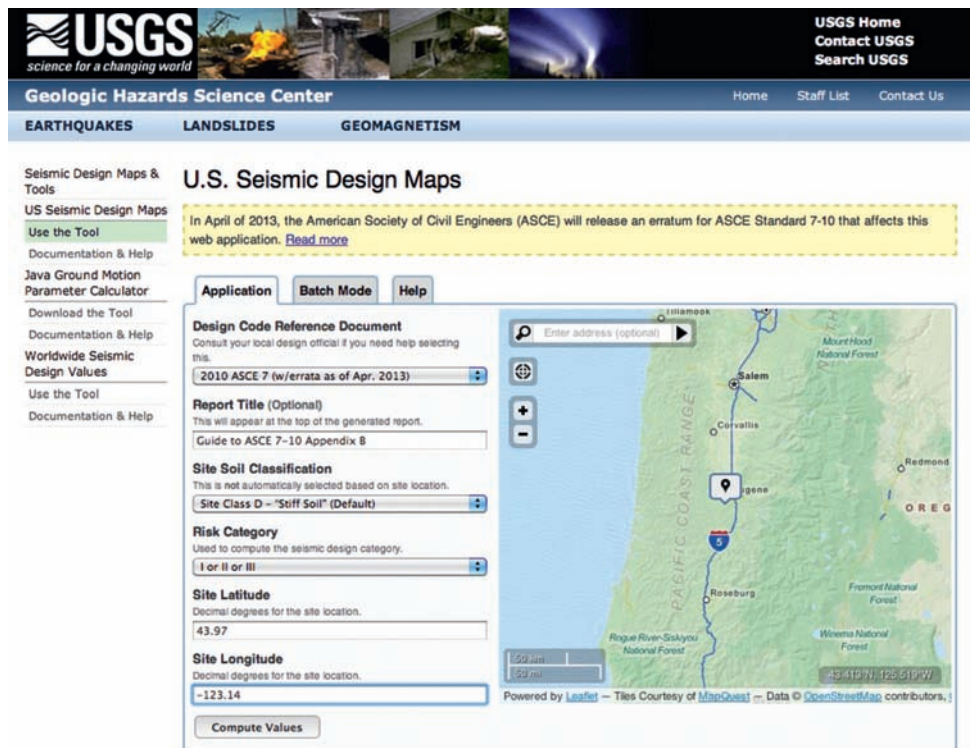 USGS
science for a changing world
USGS Home
Contact USGS
Search USGS
Geologic Hazards Science Center
Home Staff List Contact Us
EARTHQUAKES LANDSLIDES GEOMAGNETISM
Seismic Design Maps &
Tools
US Seismic Design Maps
Use the Tool
Documentation & Help
Java Ground Motion
Parameter Calculator
Download the Tool
Documentation & Help
Worldwide Seismic
Design Values
Use the Tool
Documentation & Help
U.S. Seismic Design Maps
In April of 2013, the American Society of Civil Engineers (ASCE) will release an erratum for ASCE Standard 7-10 that affects this
web application. Read more
Application Batch Mode Help
Design Code Reference Document
Consult your local design official if you need help selecting
this.
2010 ASCE 7 (w/errata as of Apr. 2013)
Report Title (Optional)
This will appear at the top of the generated report.
Guide to ASCE 7-10 Appendix B
Site Soil Classification
This is not automatically selected based on site location.
Site Class D – "Stiff Soil" (Default)
Risk Category
Used to compute the seismic design category.
I or II or III
Site Latitude
Decimal degrees for the site location.
43.97
Site Longitude
Decimal degrees for the site location.
-123.14
Compute Values
Tillamook
Enter address (optional)
Mount Hood
National Forest
Salem
+
−
Corvallis
PACIFIC COAST RANGE
Redmond
ugene
OREG
5
Roseburg
Fremont National
Forest
Rogue River-Siskiyou
National Forest
Winema National
Forest
50 km
50 mi
43.413°N, 125.519°W
Powered by Leaflet — Tiles Courtesy of MapQuest — Data © OpenStreetMap contributors,